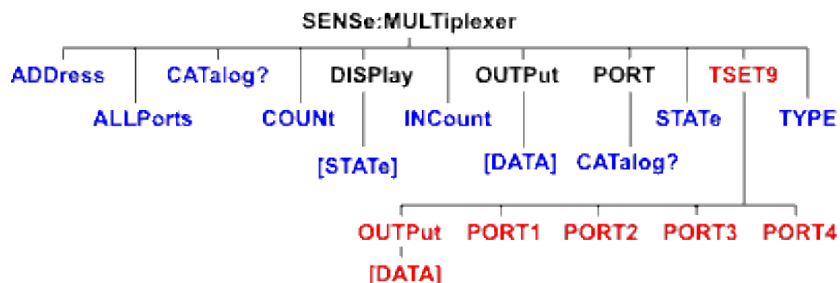 SENSe:MULTiplexer
ADDress CATalog? DISPlay OUTPut PORT TSET9
ALLPorts COUNt INCount STATe TYPE
[STATe] [DATA] CATalog?
OUTPut PORT1 PORT2 PORT3 PORT4
[DATA]